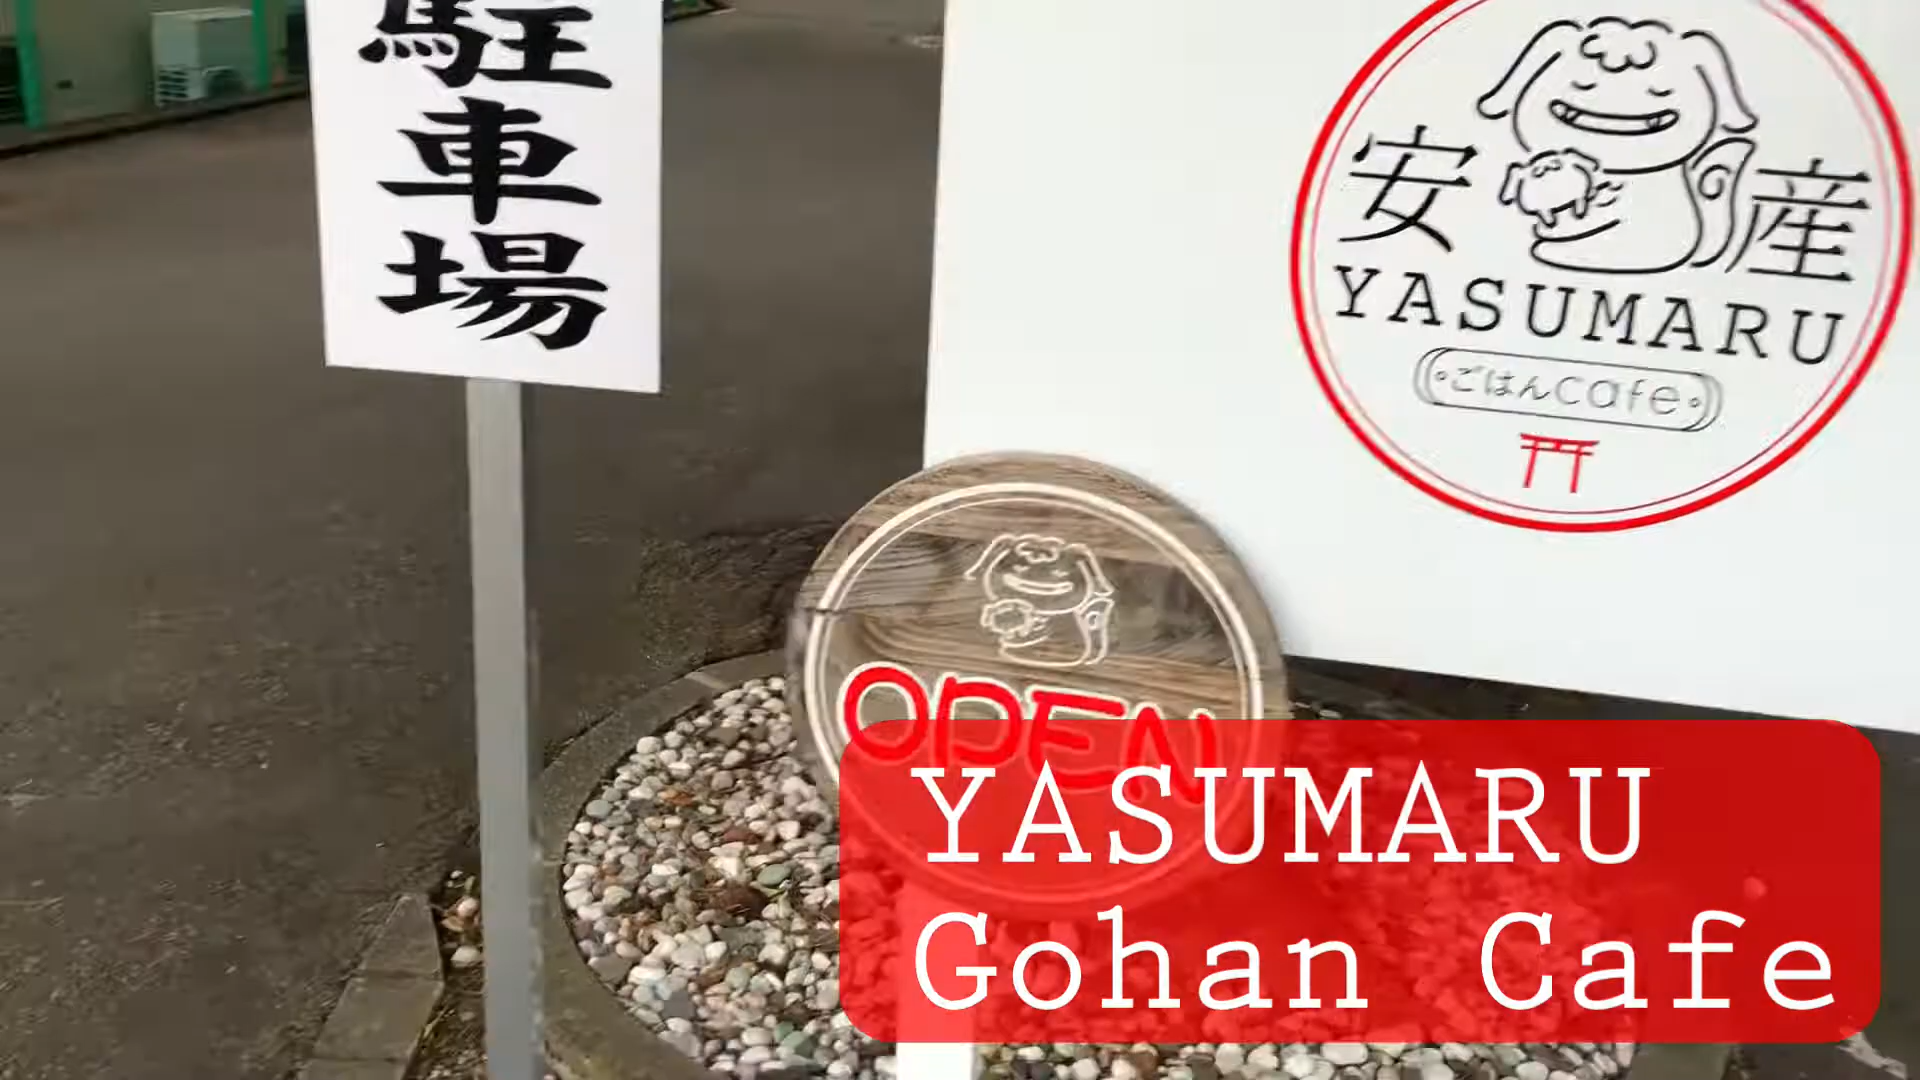 駐車場
安産
YASUMARU
ごはんcafe
OPEN
YASUMARU
Gohan Cafe